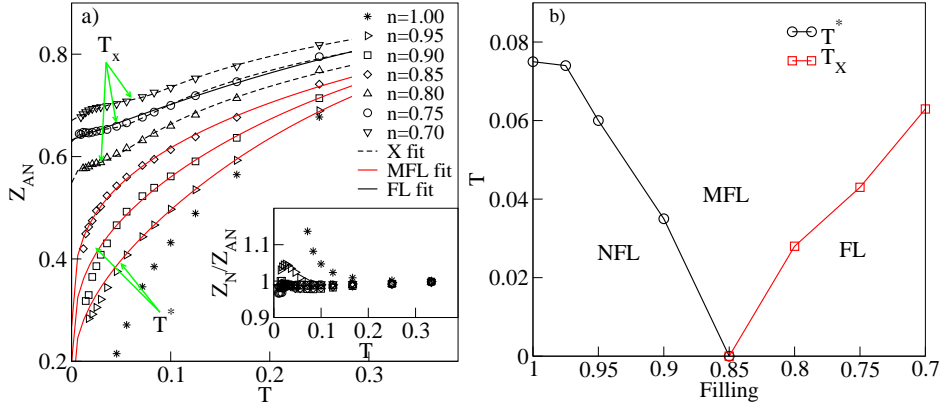 a)
Z_AN
0.8
0.6
0.4
0.2
0
0.1
0.2
0.3
T
T_x
T^*
n=1.00
n=0.95
n=0.90
n=0.85
n=0.80
n=0.75
n=0.70
X fit
MFL fit
FL fit
Z_N/Z_AN
1.1
1
0.9
0
0.1
0.2
0.3
T
b)
T
0.08
0.06
0.04
0.02
0
1
0.95
0.9
0.85
0.8
0.75
0.7
Filling
T^*
T_X
NFL
MFL
FL